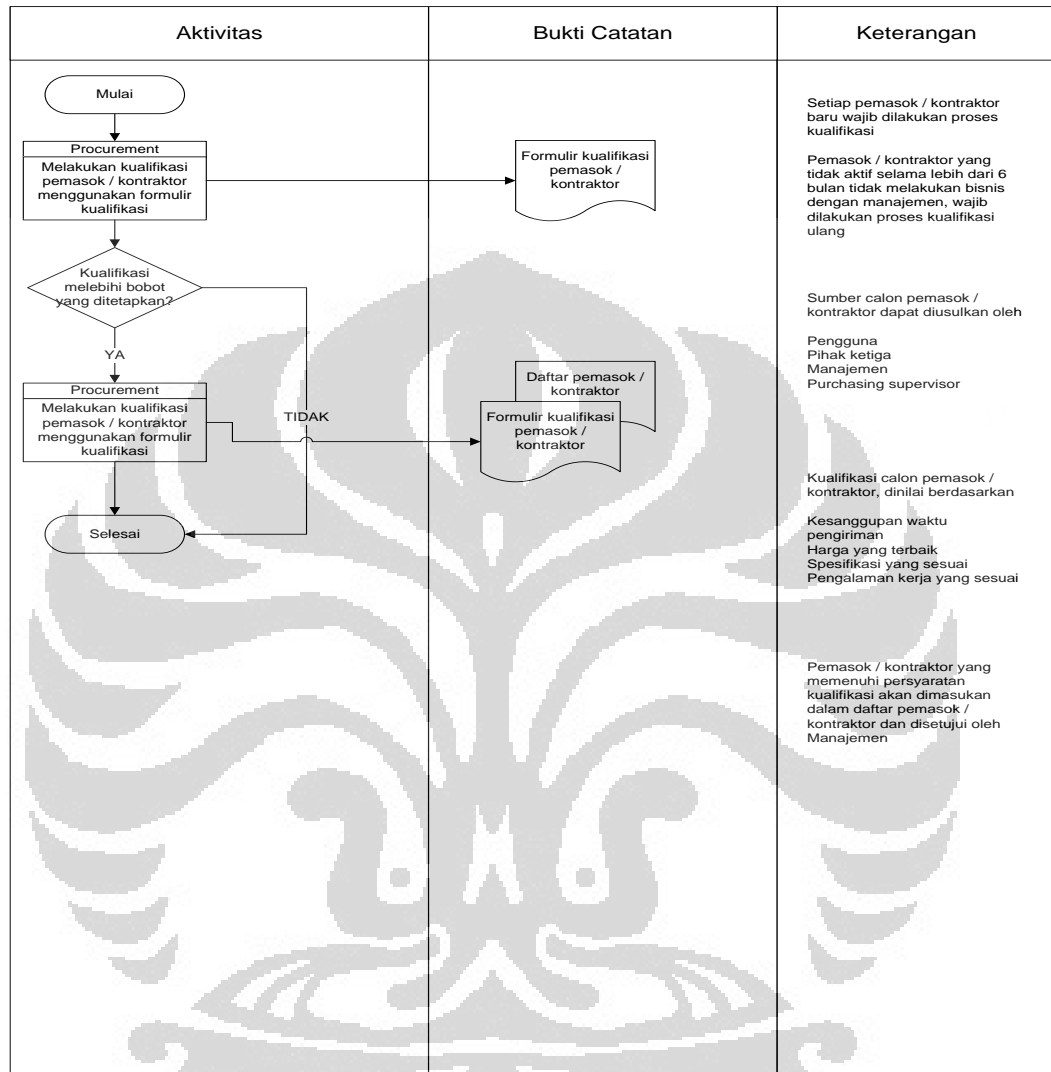 Aktivitas
Bukti Catatan
Keterangan
Mulai
Procurement
Melakukan kualifikasi
pemasok / kontraktor
menggunakan formulir
kualifikasi
Formulir kualifikasi
pemasok /
kontraktor
Setiap pemasok / kontraktor
baru wajib dilakukan proses
kualifikasi
Pemasok / kontraktor yang
tidak aktif selama lebih dari 6
bulan tidak melakukan bisnis
dengan manajemen, wajib
dilakukan proses kualifikasi
ulang
Kualifikasi
melebihi bobot
yang ditetapkan?
Sumber calon pemasok /
kontraktor dapat diusulkan oleh
Pengguna
Pihak ketiga
Manajemen
Purchasing supervisor
YA
TIDAK
Procurement
Melakukan kualifikasi
pemasok / kontraktor
menggunakan formulir
kualifikasi
Daftar pemasok /
kontraktor
Formulir kualifikasi
pemasok /
kontraktor
Kualifikasi calon pemasok /
kontraktor, dinilai berdasarkan
Kesanggupan waktu
pengiriman
Harga yang terbaik
Spesifikasi yang sesuai
Pengalaman kerja yang sesuai
Selesai
Pemasok / kontraktor yang
memenuhi persyaratan
kualifikasi akan dimasukan
dalam daftar pemasok /
kontraktor dan disetujui oleh
Manajemen